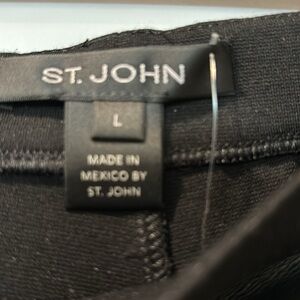 ST. JOHN
L
MADE IN
MEXICO BY
ST. JOHN